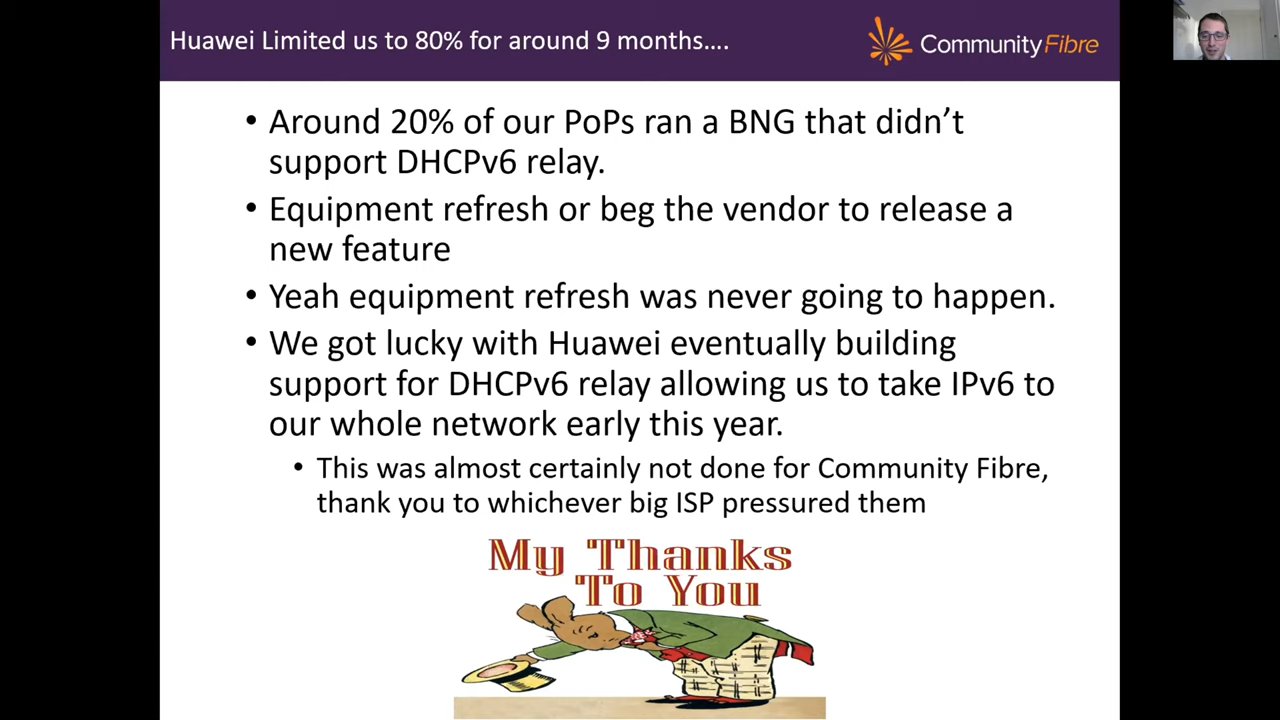 Huawei Limited us to 80% for around 9 months....
Community Fibre
• Around 20% of our PoPs ran a BNG that didn’t
support DHCPv6 relay.
• Equipment refresh or beg the vendor to release a
new feature
• Yeah equipment refresh was never going to happen.
• We got lucky with Huawei eventually building
support for DHCPv6 relay allowing us to take IPv6 to
our whole network early this year.
• This was almost certainly not done for Community Fibre,
thank you to whichever big ISP pressured them
My Thanks
To You